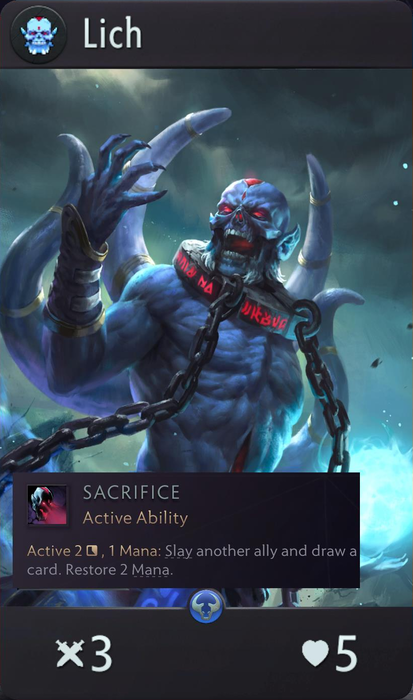 Lich
SACRIFICE
Active Ability
Active 2 , 1 Mana: Slay another ally and draw a
card. Restore 2 Mana.
3
5